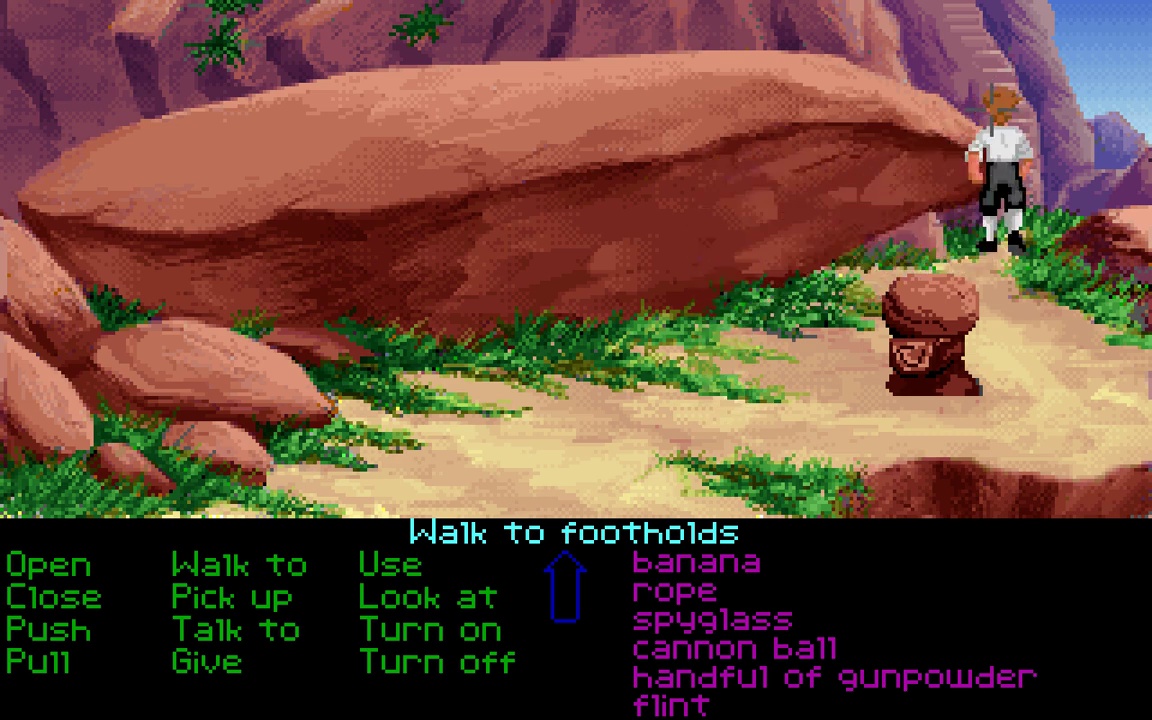 Walk to footholds
Open Walk to Use
Close Pick up Look at
Push Talk to Turn on
Pull Give Turn off
banana
rope
spyglass
cannon ball
handful of gunpowder
flint